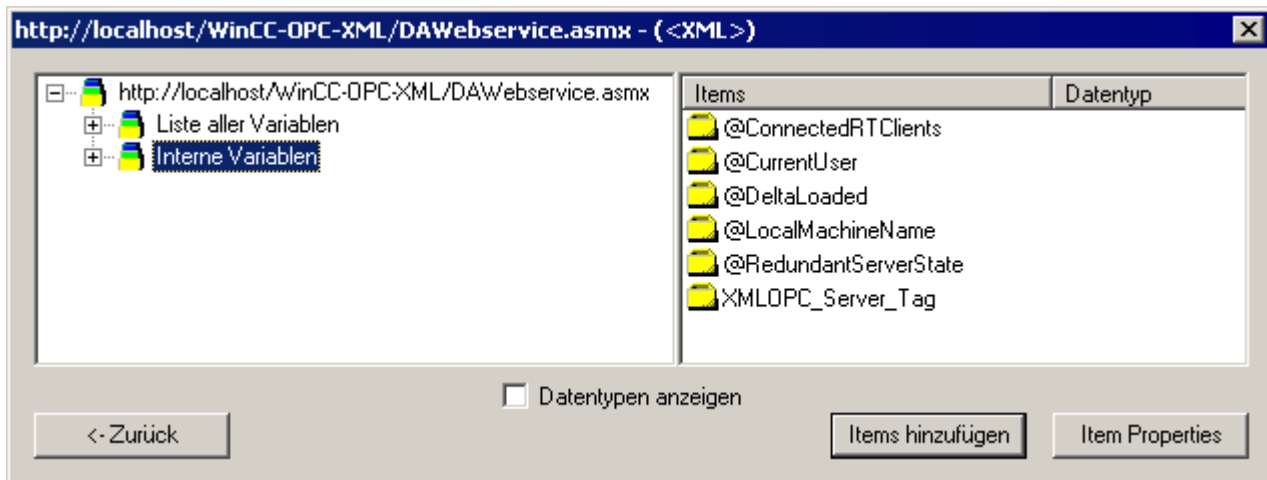 http://localhost/WinCC-OPC-XML/DAWebservice.asmx - (<XML>)
http://localhost/WinCC-OPC-XML/DAWebservice.asmx
Liste aller Variablen
Interne Variablen
Items Datentyp
@ConnectedRTClients
@CurrentUser
@DeltaLoaded
@LocalMachineName
@RedundantServerState
XMLOPC_Server_Tag
Datentypen anzeigen
<- Zurück
Items hinzufügen
Item Properties